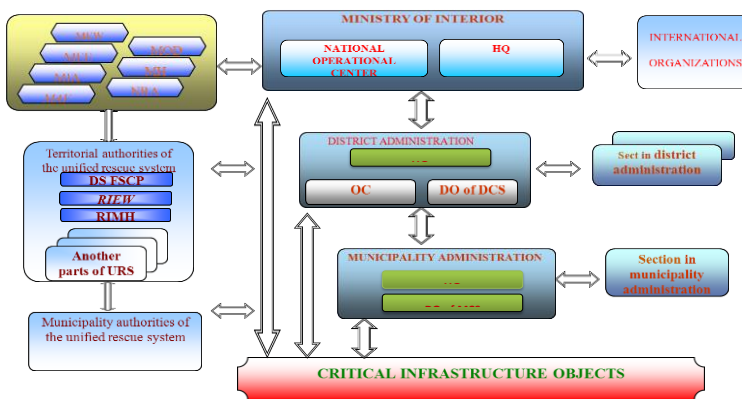 MINISTRY OF INTERIOR
NATIONAL
OPERATIONAL
CENTER
HQ
INTERNATIONAL
ORGANIZATIONS
MOD
MH
NRA
Territorial authorities of
the unified rescue system
DS FSCP
RIEW
RIMH
Another
parts of URS
DISTRICT ADMINISTRATION
OC
DO of DCS
Sect in district
administration
MUNICIPALITY ADMINISTRATION
Section in
municipality
administration
Municipality authorities of
the unified rescue system
CRITICAL INFRASTRUCTURE OBJECTS